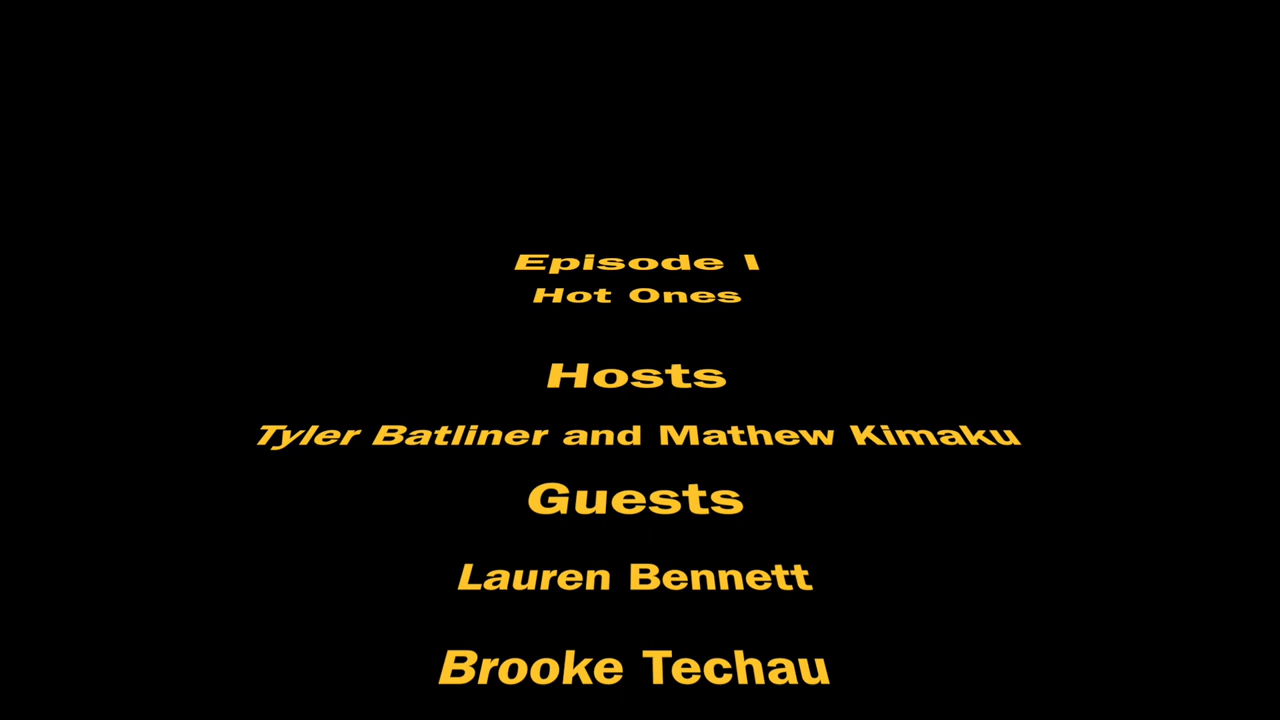 Episode I
Hot Ones
Hosts
Tyler Batliner and Mathew Kimaku
Guests
Lauren Bennett
Brooke Techau